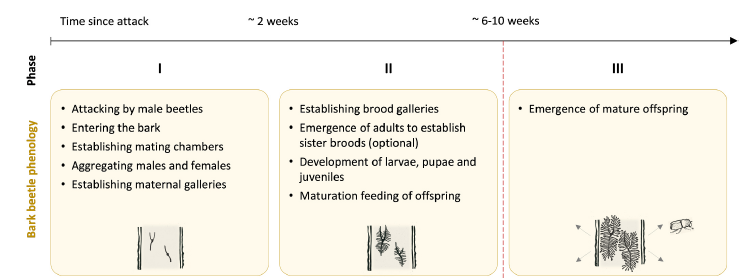 Time since attack ~ 2 weeks ~ 6-10 weeks
Phase
I II III
Bark beetle phenology
• Attacking by male beetles
• Entering the bark
• Establishing mating chambers
• Aggregating males and females
• Establishing maternal galleries
• Establishing brood galleries
• Emergence of adults to establish
sister broods (optional)
• Development of larvae, pupae and
juveniles
• Maturation feeding of offspring
• Emergence of mature offspring